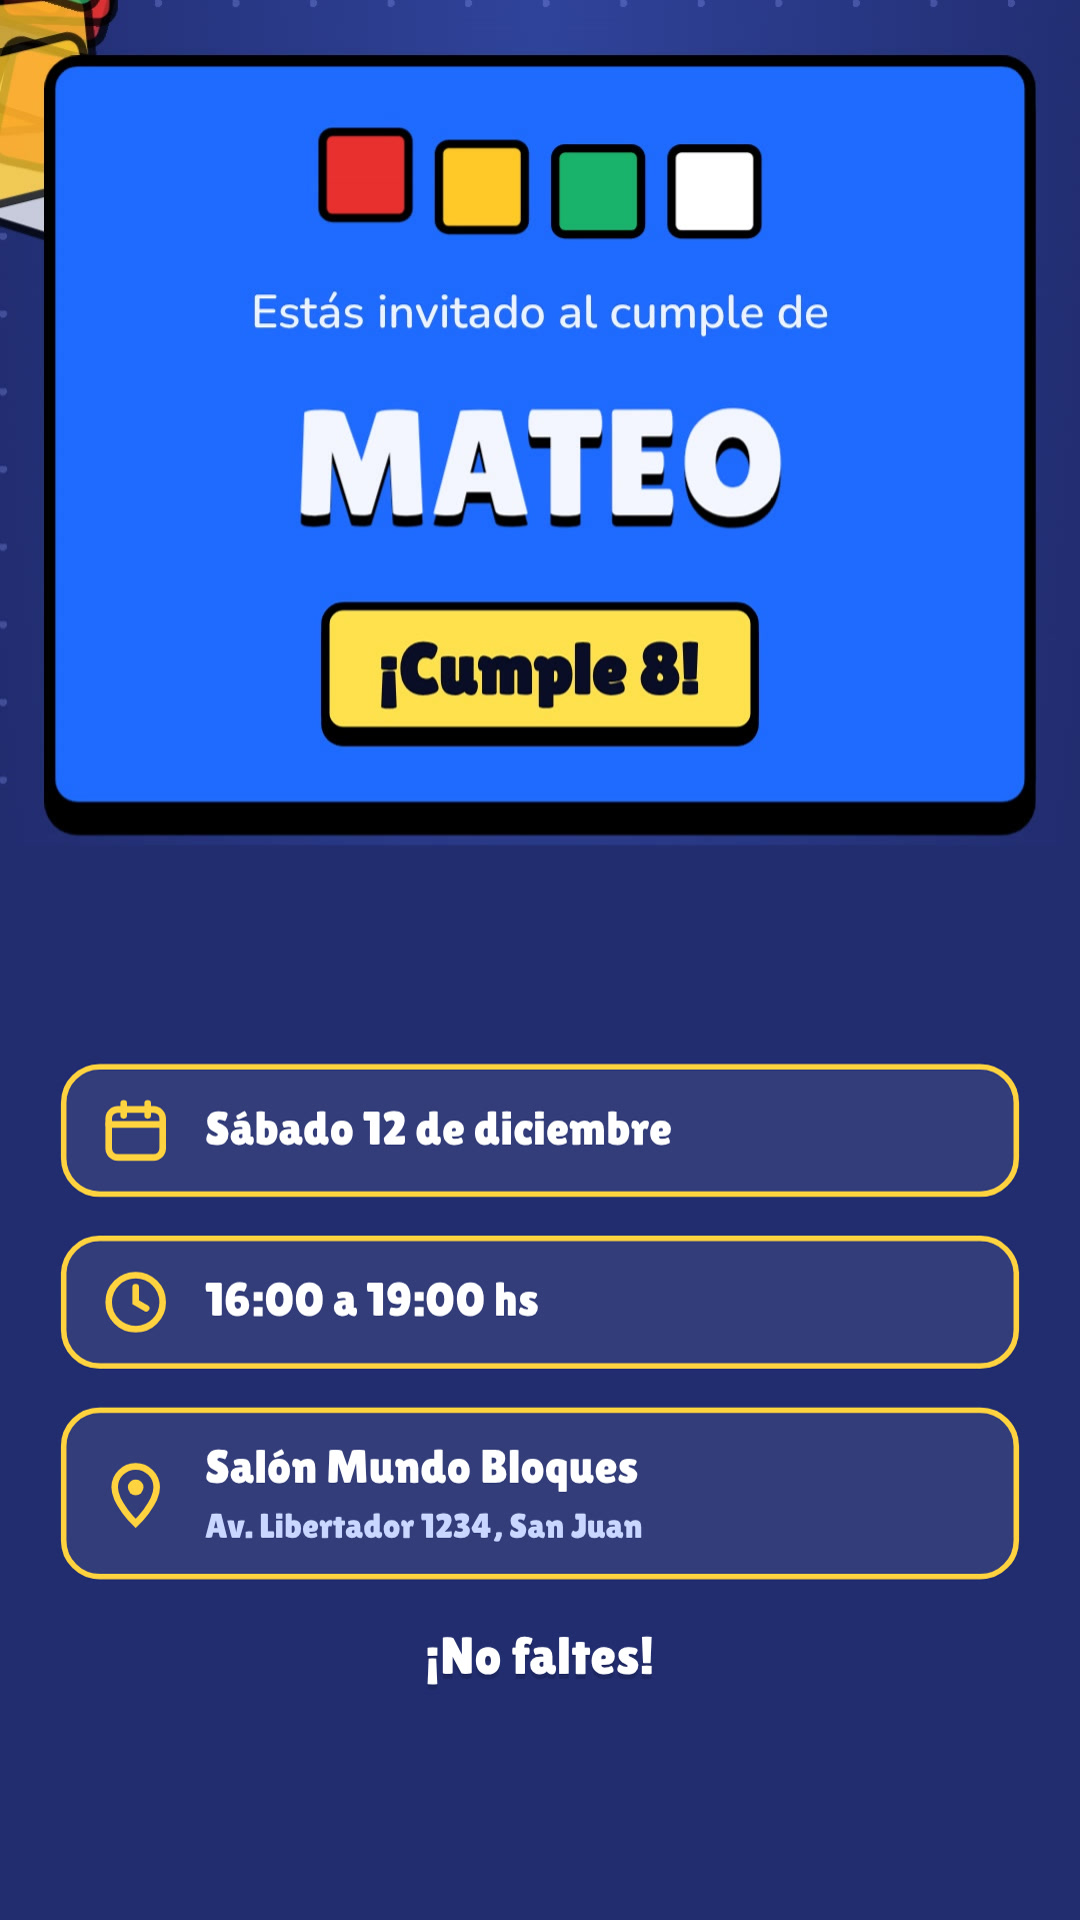 Estás invitado al cumple de
MATEO
¡Cumple 8!
Sábado 12 de diciembre
16:00 a 19:00 hs
Salón Mundo Bloques
Av. Libertador 1234, San Juan
¡No faltes!